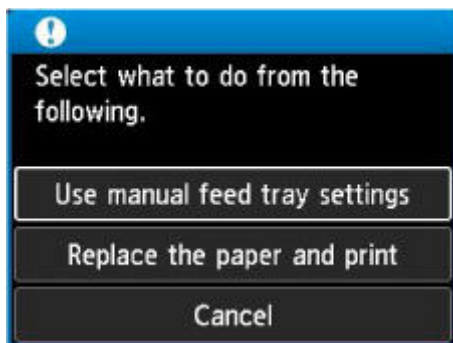 Select what to do from the
following.
Use manual feed tray settings
Replace the paper and print
Cancel